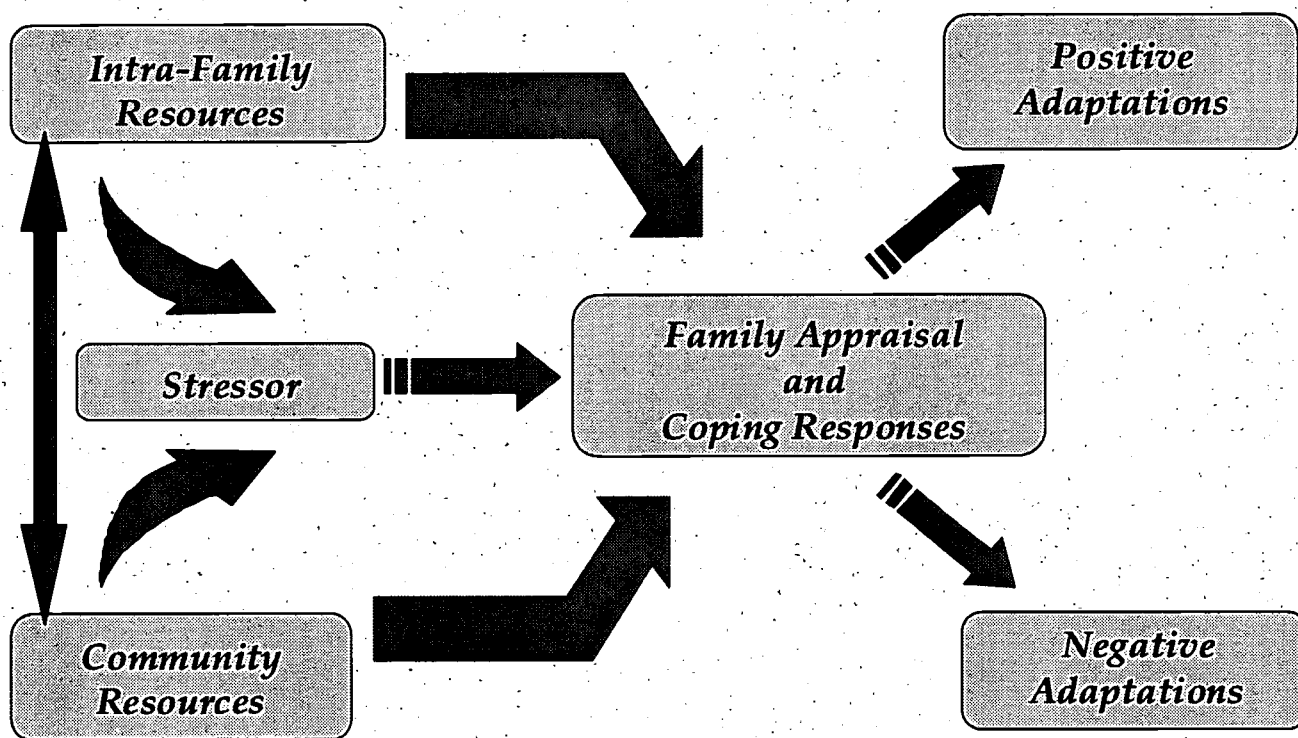 Intra-Family
Resources
Positive
Adaptations
Stressor
Family Appraisal
and
Coping Responses
Community
Resources
Negative
Adaptations